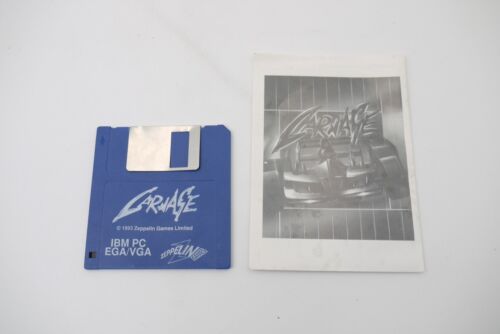 CARNAGE
© 1993 Zeppelin Games Limited
IBM PC
EGA/VGA
ZEPPELIN
CARNAGE